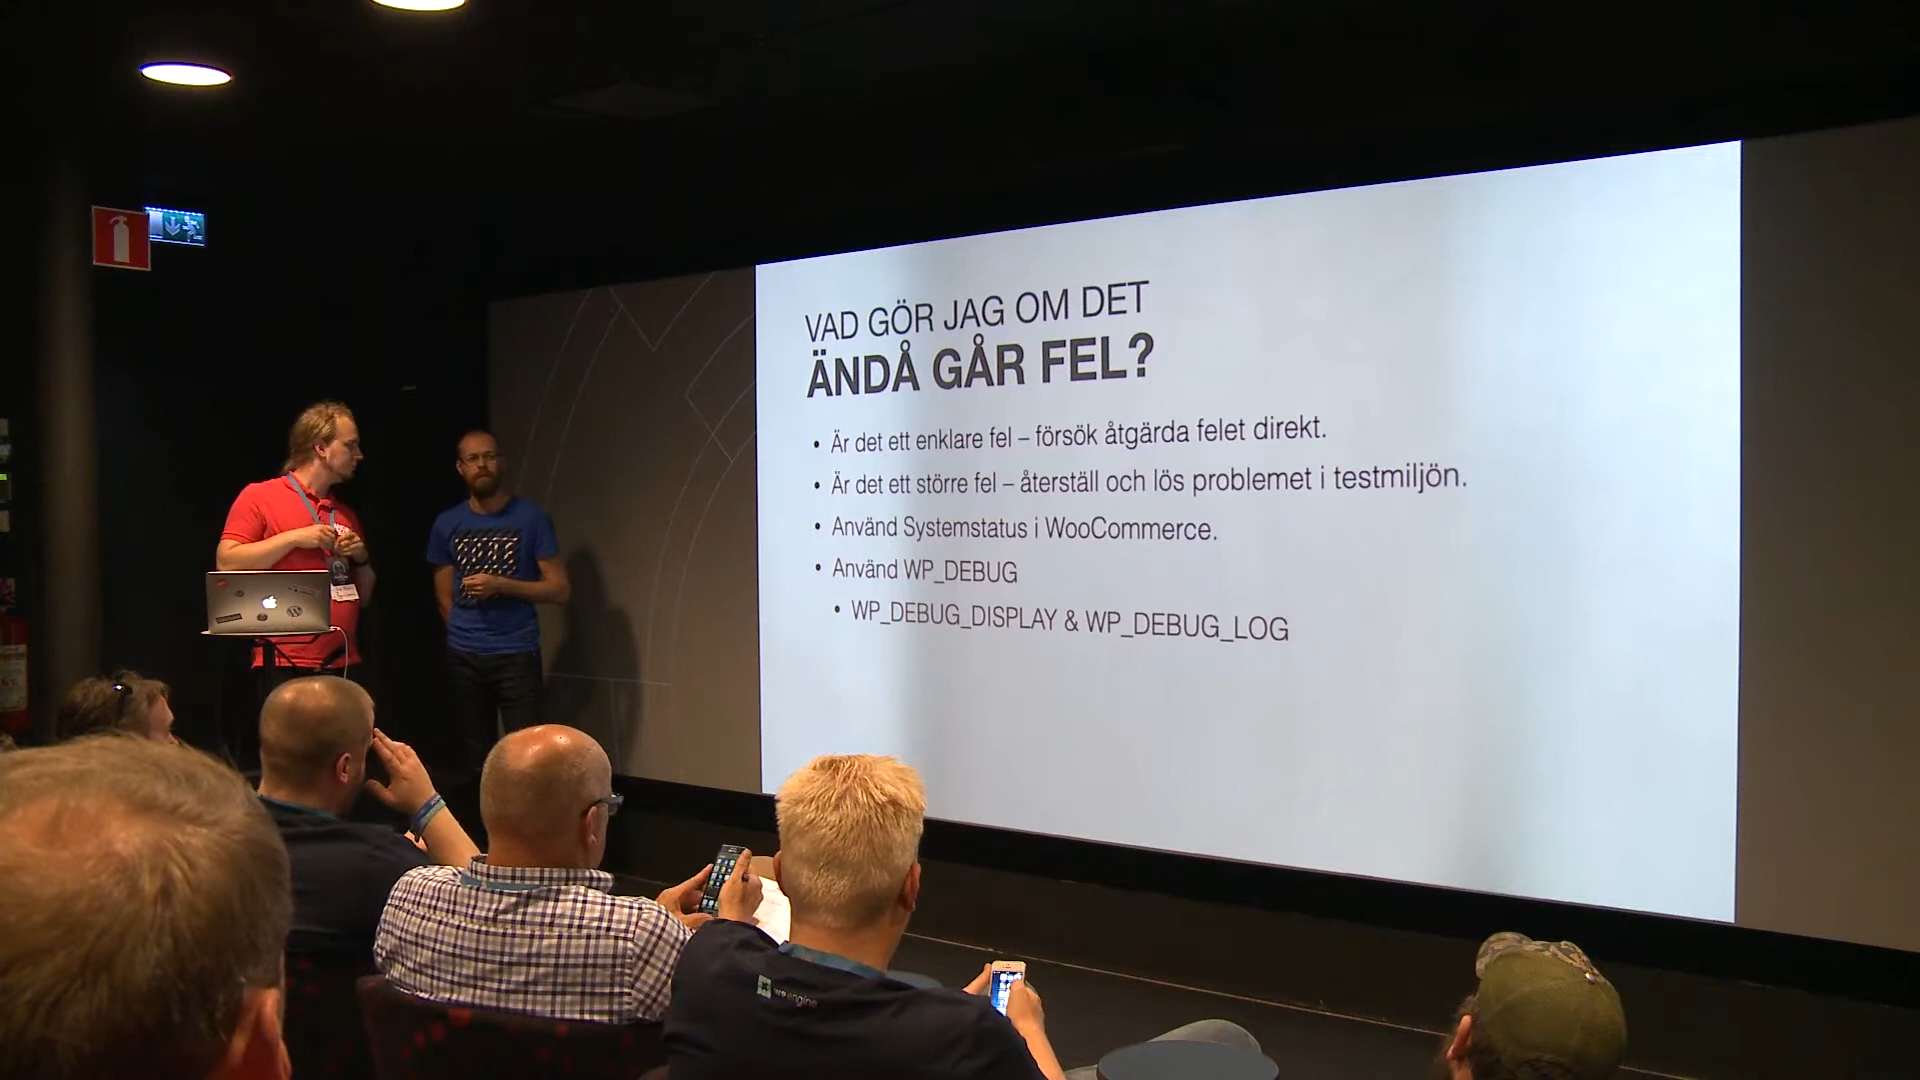 VAD GÖR JAG OM DET
ÄNDÅ GÅR FEL?
• Är det ett enklare fel – försök åtgärda felet direkt.
• Är det ett större fel – återställ och lös problemet i testmiljön.
• Använd Systemstatus i WooCommerce.
• Använd WP_DEBUG
• WP_DEBUG_DISPLAY & WP_DEBUG_LOG
wpengine